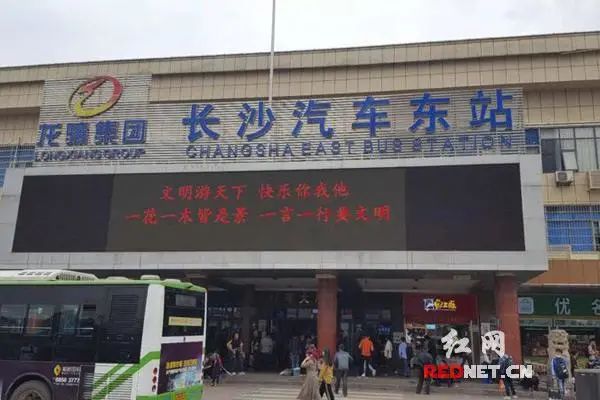 龙骧集团
LONGXIANG GROUP
长沙汽车东站
CHANGSHA EAST BUS STATION
文明游天下 快乐你我他
一花一木皆是景 一言一行要文明
优
红网
REDNET.CN